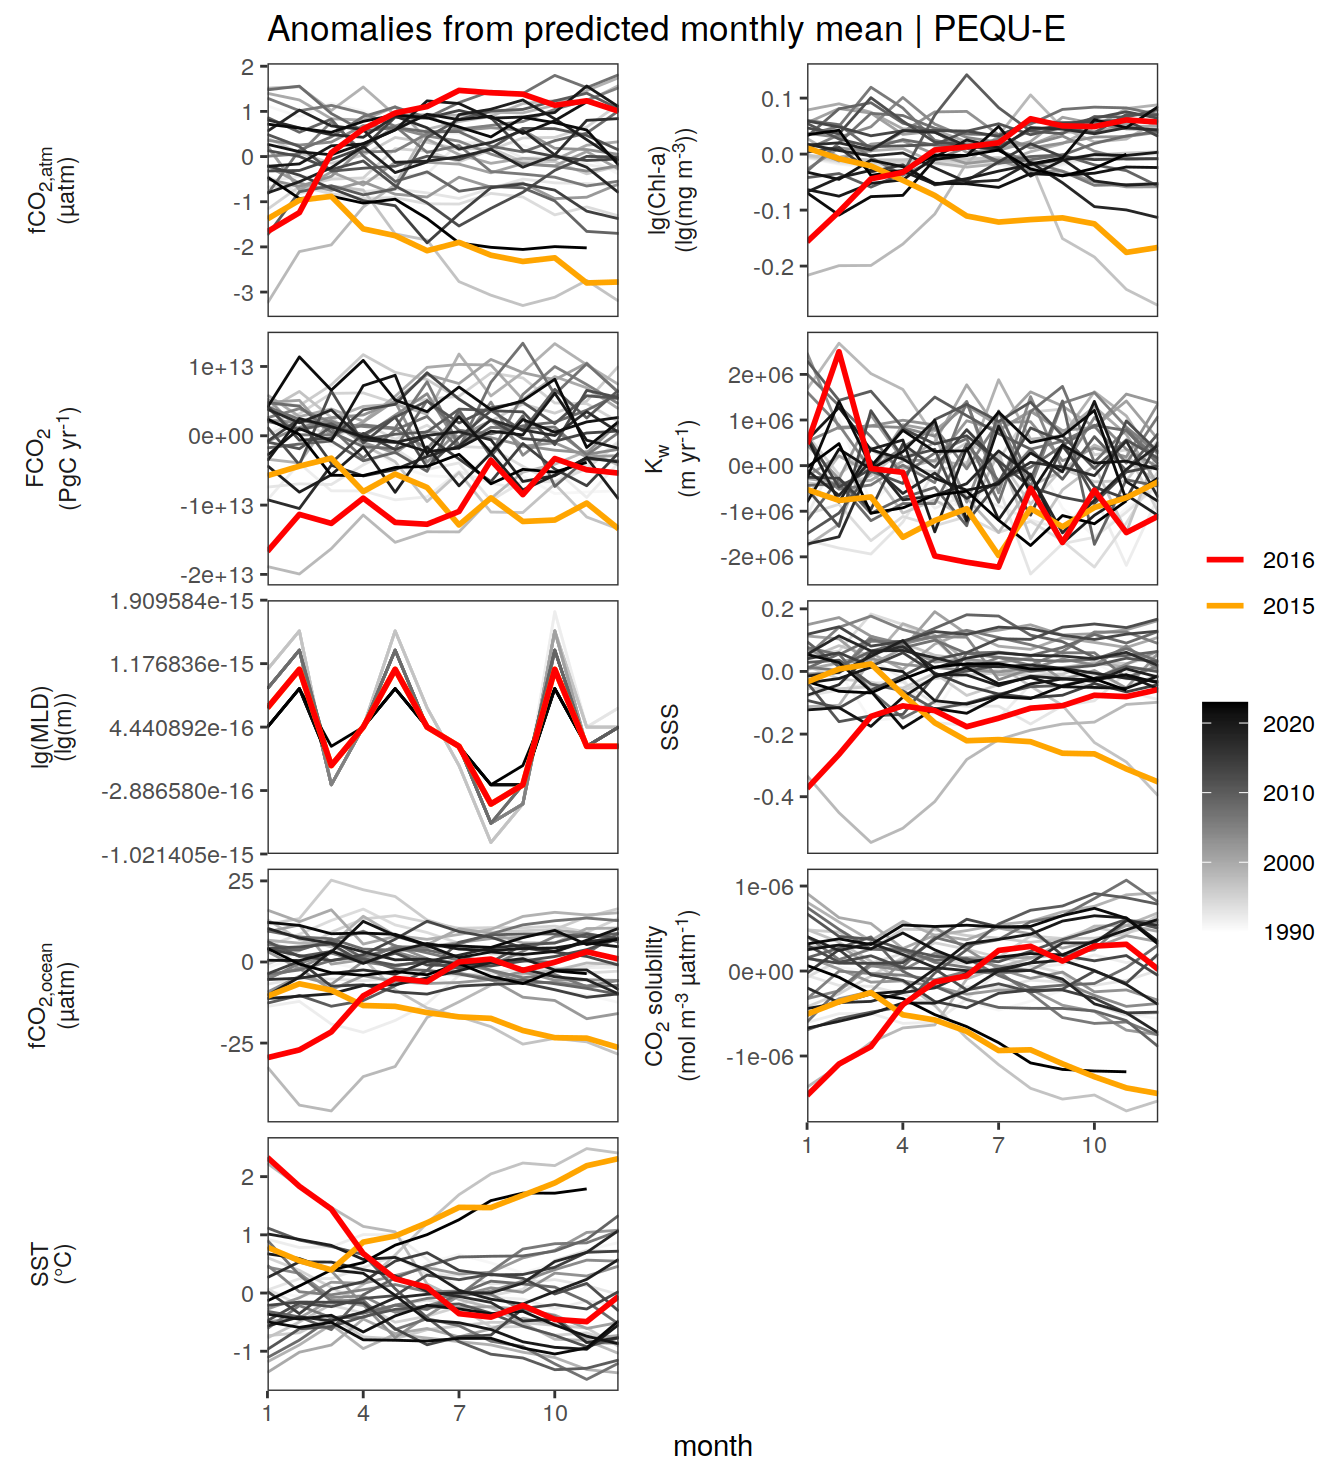 Anomalies from predicted monthly mean | PEQU-E
fCO2,atm
(µatm)
2
1
0
-1
-2
-3
lg(Chl-a)
(lg(mg m-3))
0.1
0.0
-0.1
-0.2
FCO2
(PgC yr-1)
1e+13
0e+00
-1e+13
-2e+13
Kw
(m yr-1)
2e+06
1e+06
0e+00
-1e+06
-2e+06
lg(MLD)
(lg(m))
1.909584e-15
1.176836e-15
4.440892e-16
-2.886580e-16
-1.021405e-15
SSS
0.2
0.0
-0.2
-0.4
fCO2,ocean
(µatm)
25
0
-25
CO2 solubility
(mol m-3 µatm-1)
1e-06
0e+00
-1e-06
1 4 7 10
SST
(°C)
2
1
0
-1
1 4 7 10
month
2016
2015
2020
2010
2000
1990